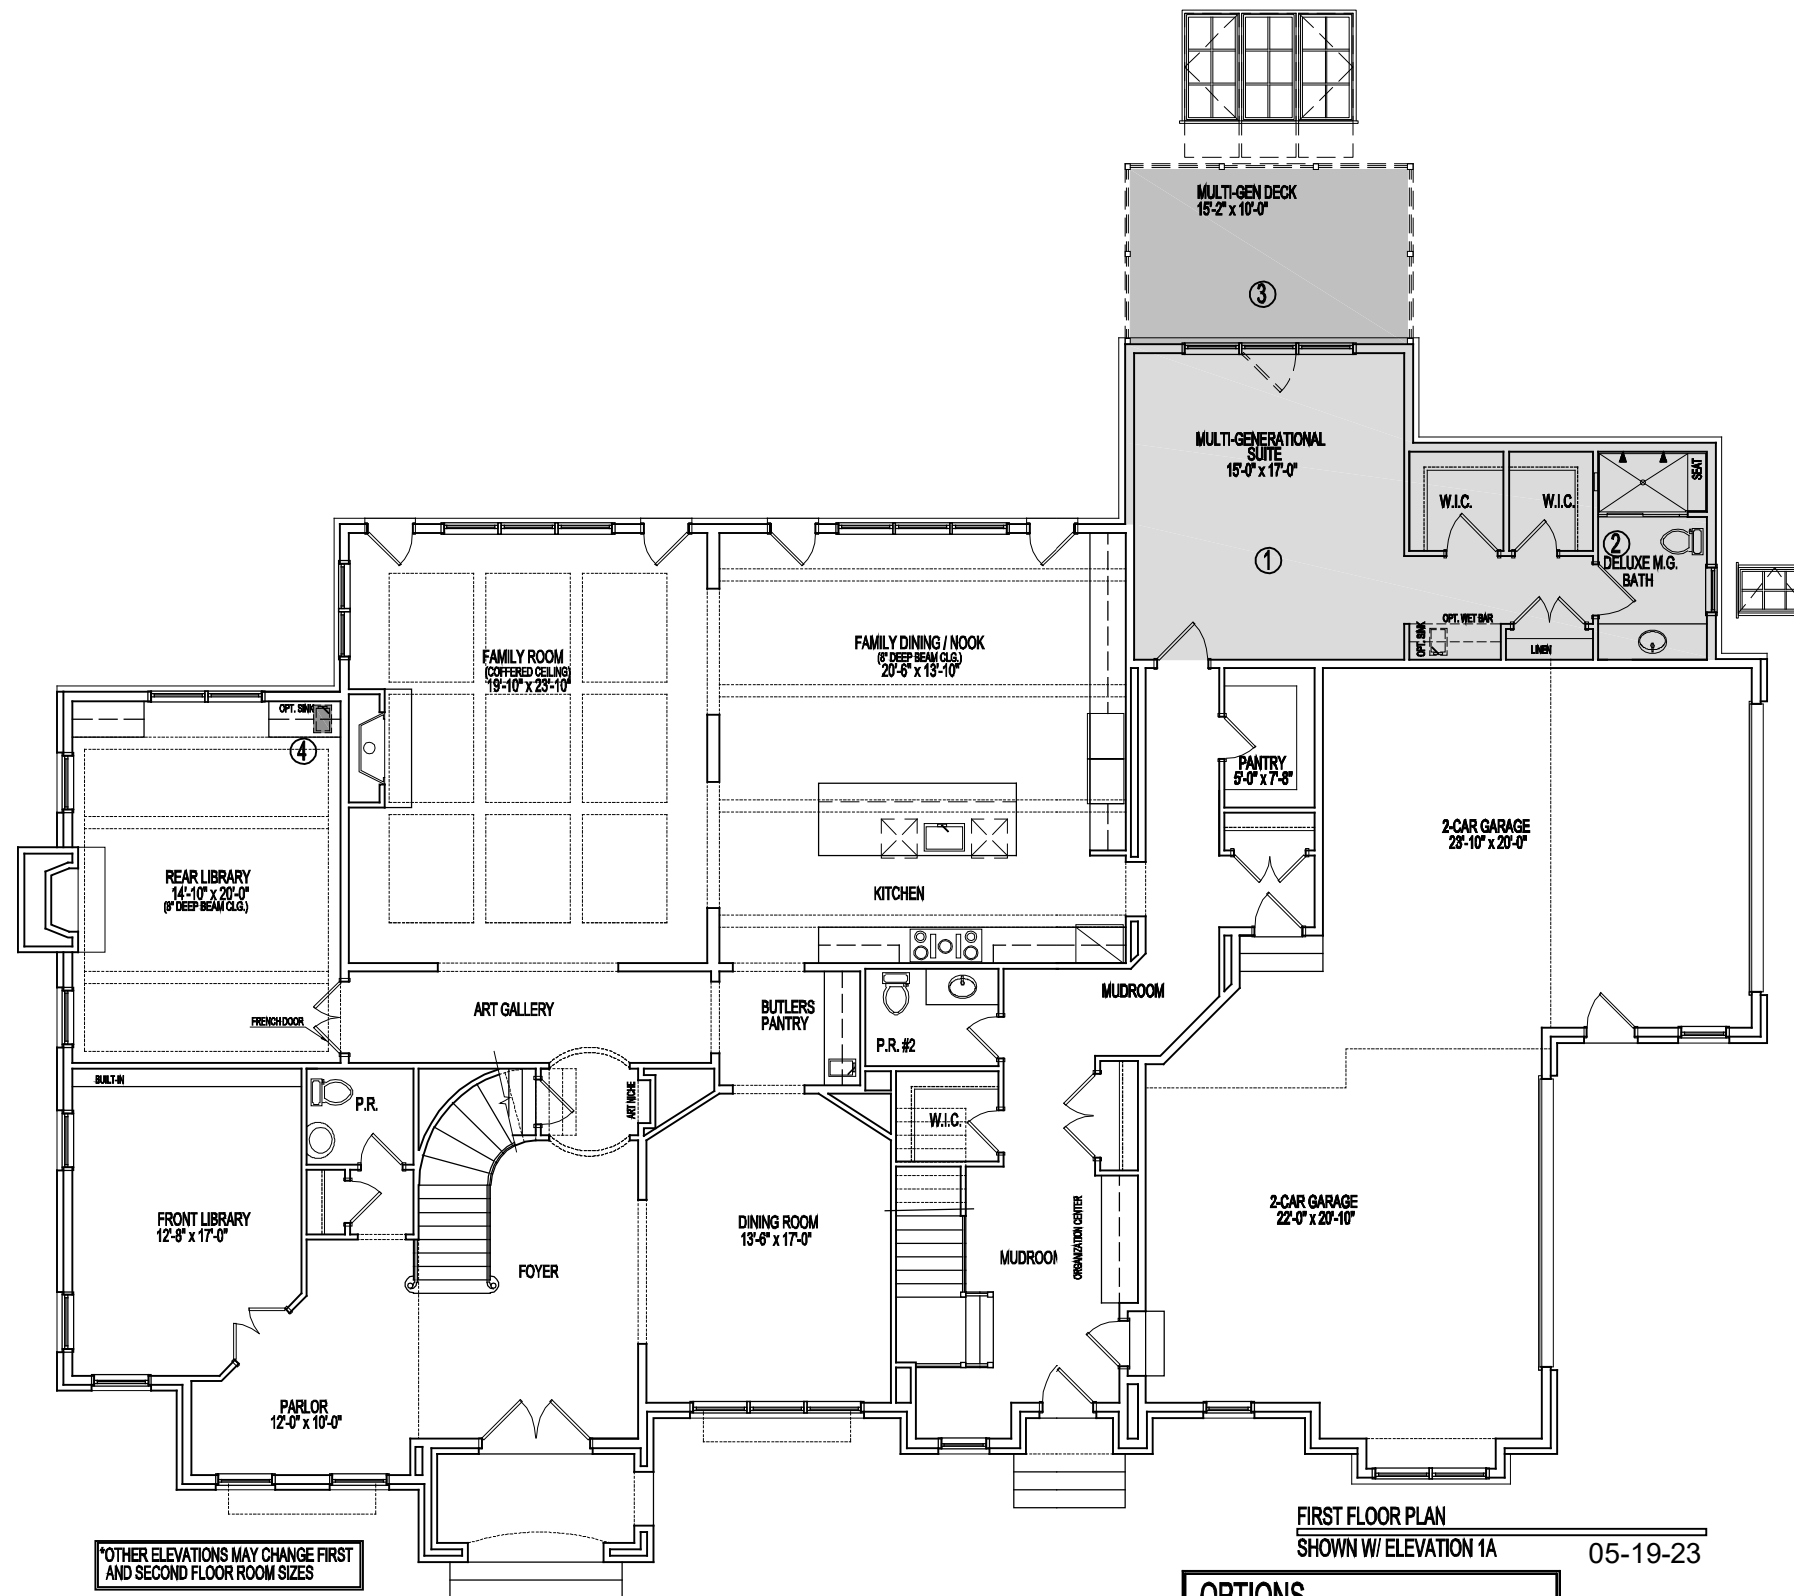 MULTI-GEN DECK
15'-2" x 10'-0"
3
MULTI-GENERATIONAL
SUITE
15'-0" x 17'-0"
W.I.C.
W.I.C.
SEAT
1
2
DELUXE M.G.
BATH
OPT. WET BAR
OPT. SINK
LINEN
FAMILY ROOM
(COFFERED CEILING)
19'-10" x 23'-10"
FAMILY DINING / NOOK
(8" DEEP BEAM CLG.)
20'-6" x 13'-10"
OPT. SINK
4
PANTRY
5'-0" x 7'-8"
2-CAR GARAGE
23'-10" x 20'-0"
REAR LIBRARY
14'-10" x 20'-0"
(8" DEEP BEAM CLG.)
KITCHEN
MUDROOM
ART GALLERY
BUTLERS
PANTRY
FRENCH DOOR
P.R. #2
BUILT-IN
P.R.
ART NICHE
W.I.C.
FRONT LIBRARY
12'-8" x 17'-0"
DINING ROOM
13'-6" x 17'-0"
2-CAR GARAGE
22'-0" x 20'-10"
ORGANIZATION CENTER
MUDROOM
FOYER
PARLOR
12'-0" x 10'-0"
FIRST FLOOR PLAN
SHOWN W/ ELEVATION 1A
05-19-23
*OTHER ELEVATIONS MAY CHANGE FIRST
AND SECOND FLOOR ROOM SIZES
OPTIONS